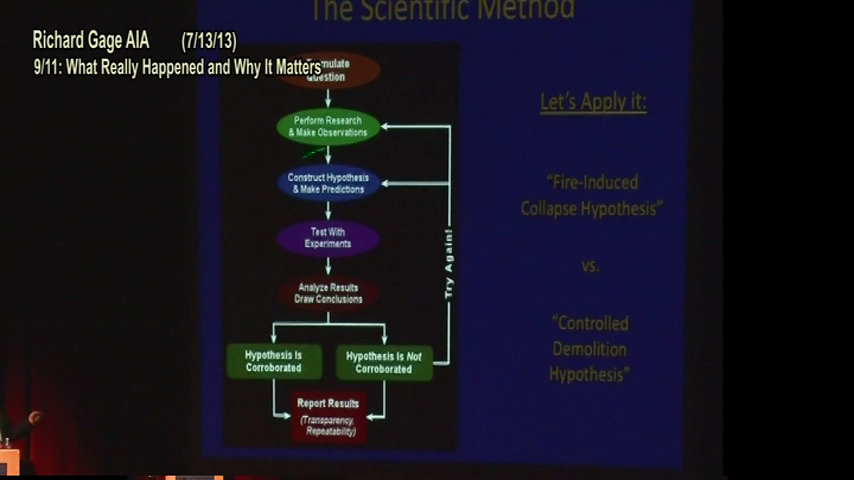 The Scientific Method
Richard Gage AIA (7/13/13)
9/11: What Really Happened and Why It Matters
Formulate
Question
Perform Research
& Make Observations
Construct Hypothesis
& Make Predictions
Test With
Experiments
Analyze Results
Draw Conclusions
Hypothesis Is
Corroborated
Hypothesis Is Not
Corroborated
Try Again!
Report Results
(Transparency,
Repeatability)
Let's Apply it:
"Fire-Induced
Collapse Hypothesis"
vs.
"Controlled
Demolition
Hypothesis"